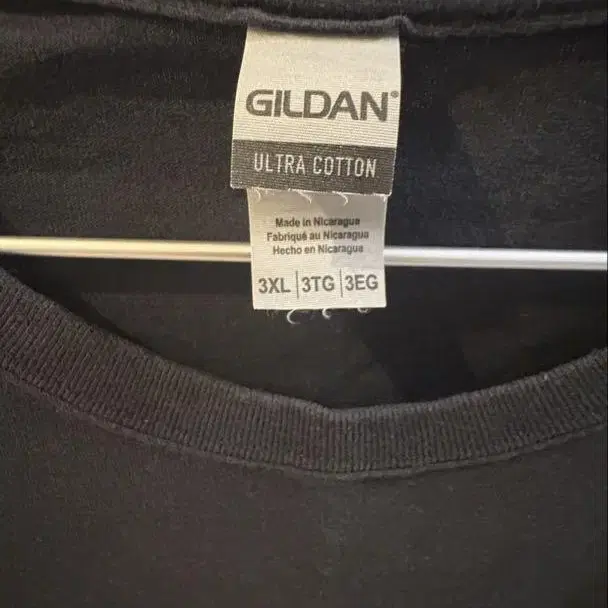 GILDAN®
ULTRA COTTON
Made in Nicaragua
Fabriqué au Nicaragua
Hecho en Nicaragua
3XL | 3TG | 3EG